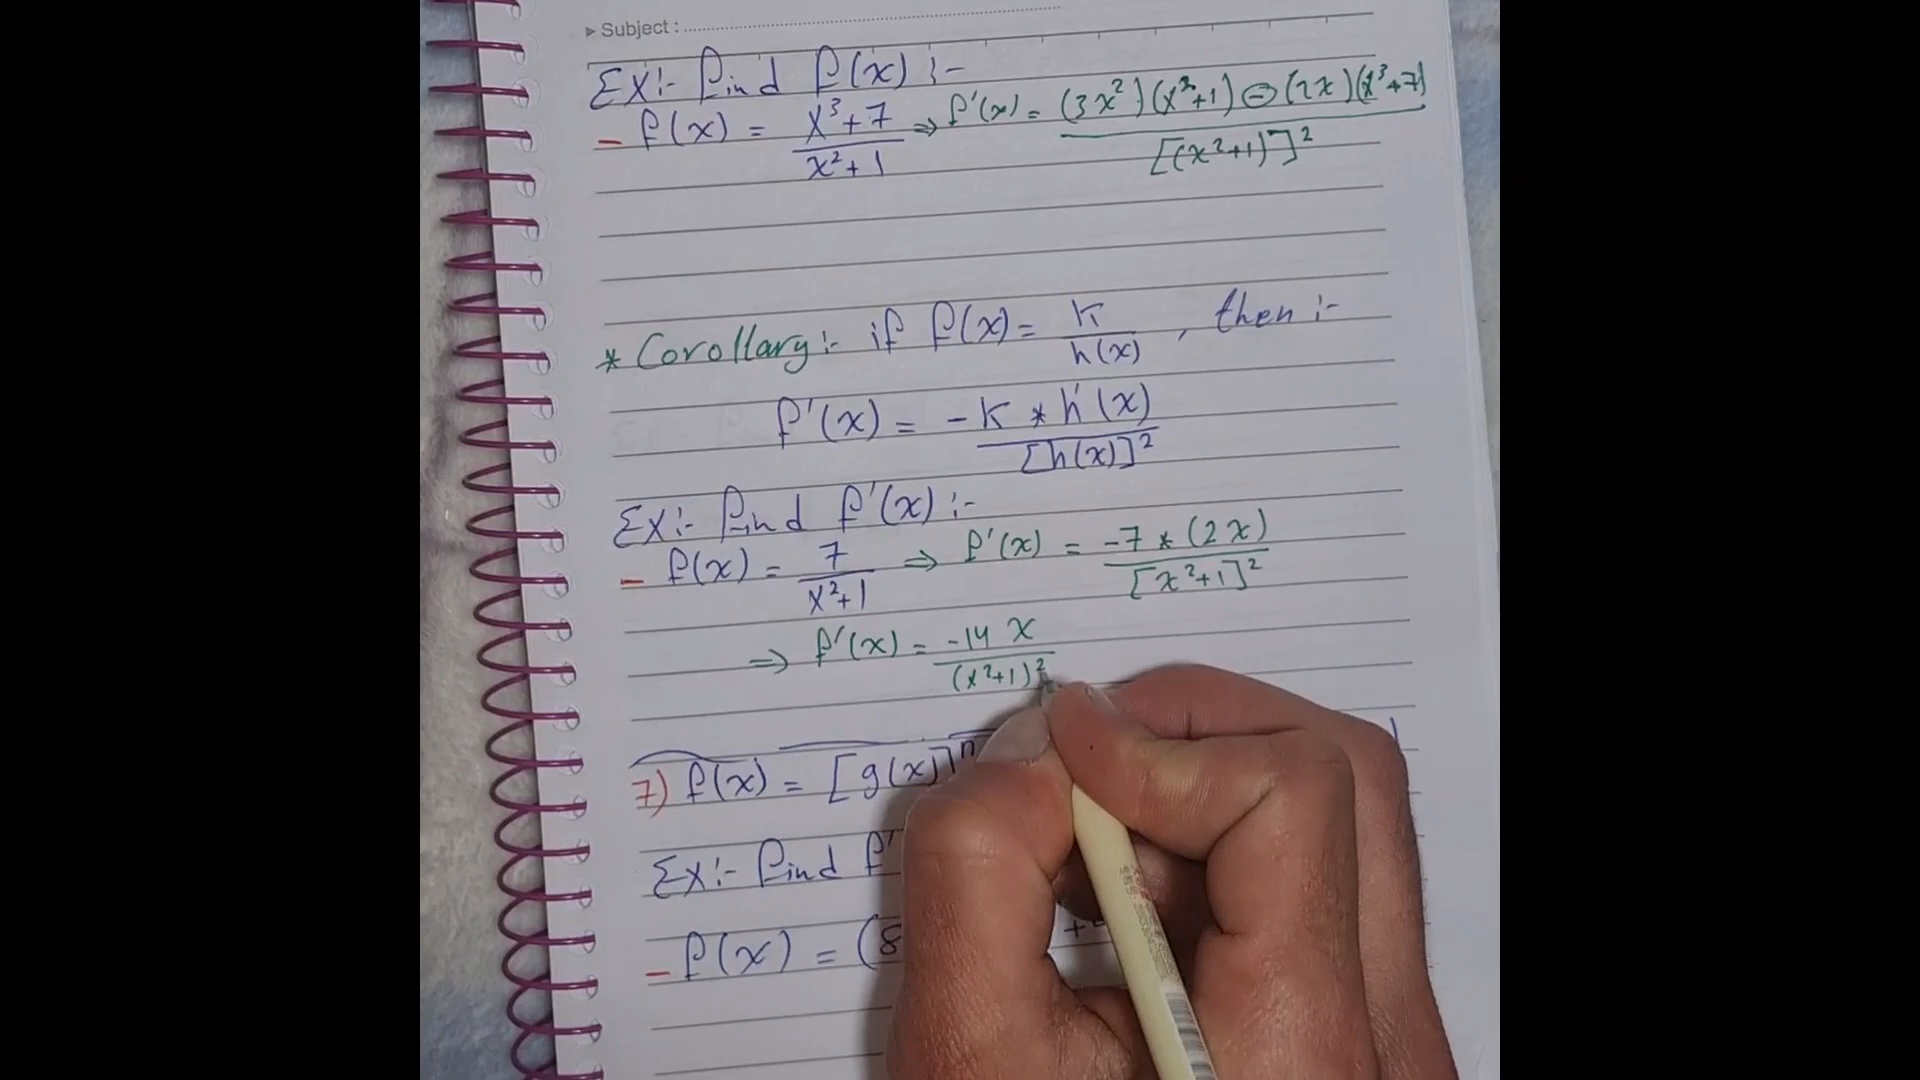 ▸ Subject :
EX:- find f(x) :-
- f(x) = x³+7 / x²+1 ⇒ f'(x) = (3x²)(x²+1) - (2x)(x³+7) / [(x²+1)]²
* Corollary:- if f(x) = k / h(x) , then :-
f'(x) = -k * h'(x) / [h(x)]²
EX:- find f'(x) :-
- f(x) = 7 / x²+1 ⇒ f'(x) = -7 * (2x) / [x²+1]²
⇒ f'(x) = -14x / (x²+1)²
7) f(x) = [g(x)]ⁿ
EX:- find f'
- f(x) = (8 +